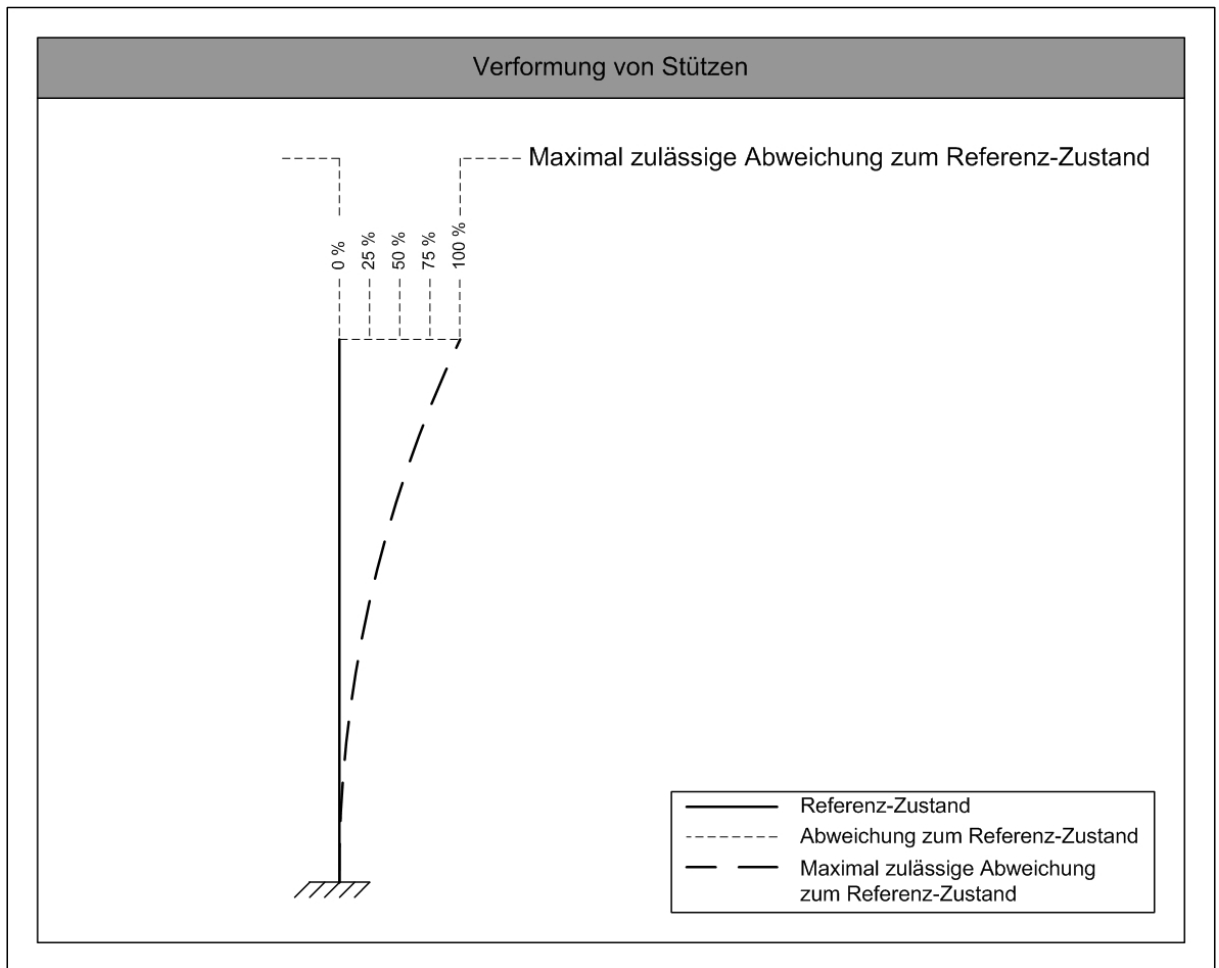 Verformung von Stützen
Maximal zulässige Abweichung zum Referenz-Zustand
0 %
25 %
50 %
75 %
100 %
Referenz-Zustand
Abweichung zum Referenz-Zustand
Maximal zulässige Abweichung
zum Referenz-Zustand